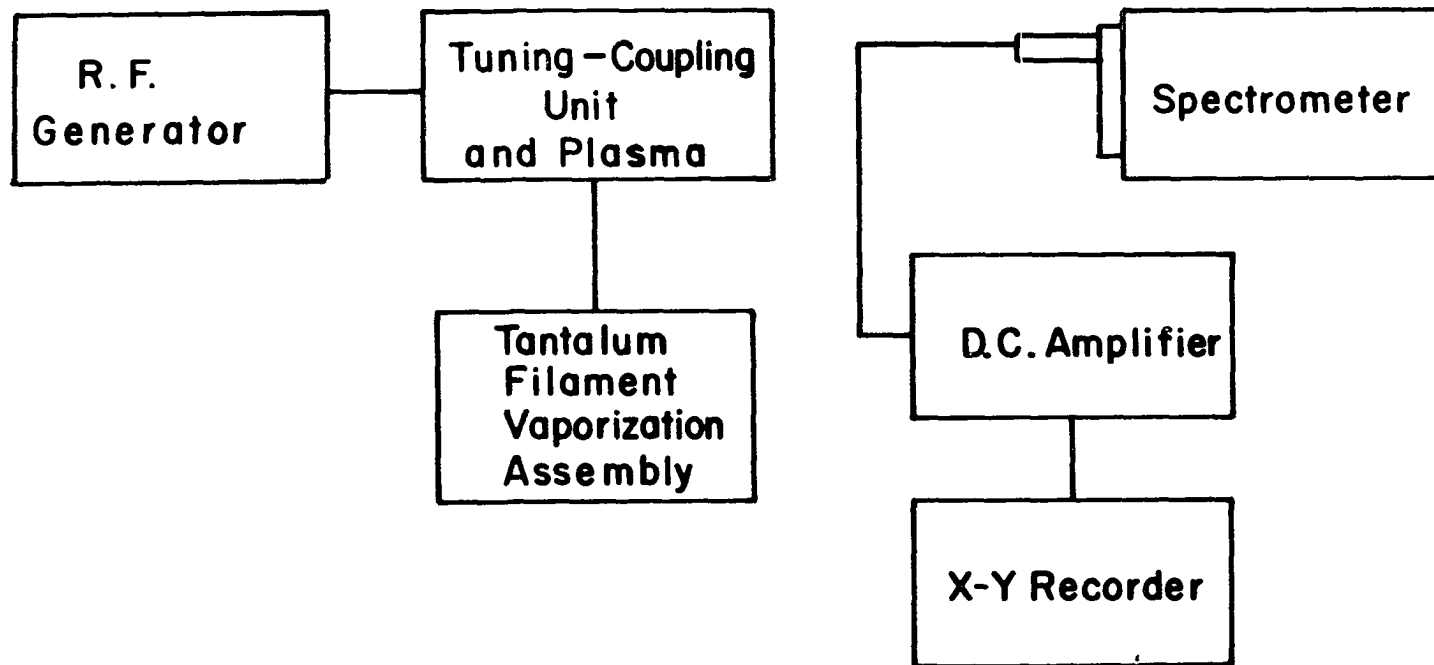 R. F.
Generator
Tuning-Coupling
Unit
and Plasma
Spectrometer
Tantalum
Filament
Vaporization
Assembly
D.C. Amplifier
X-Y Recorder